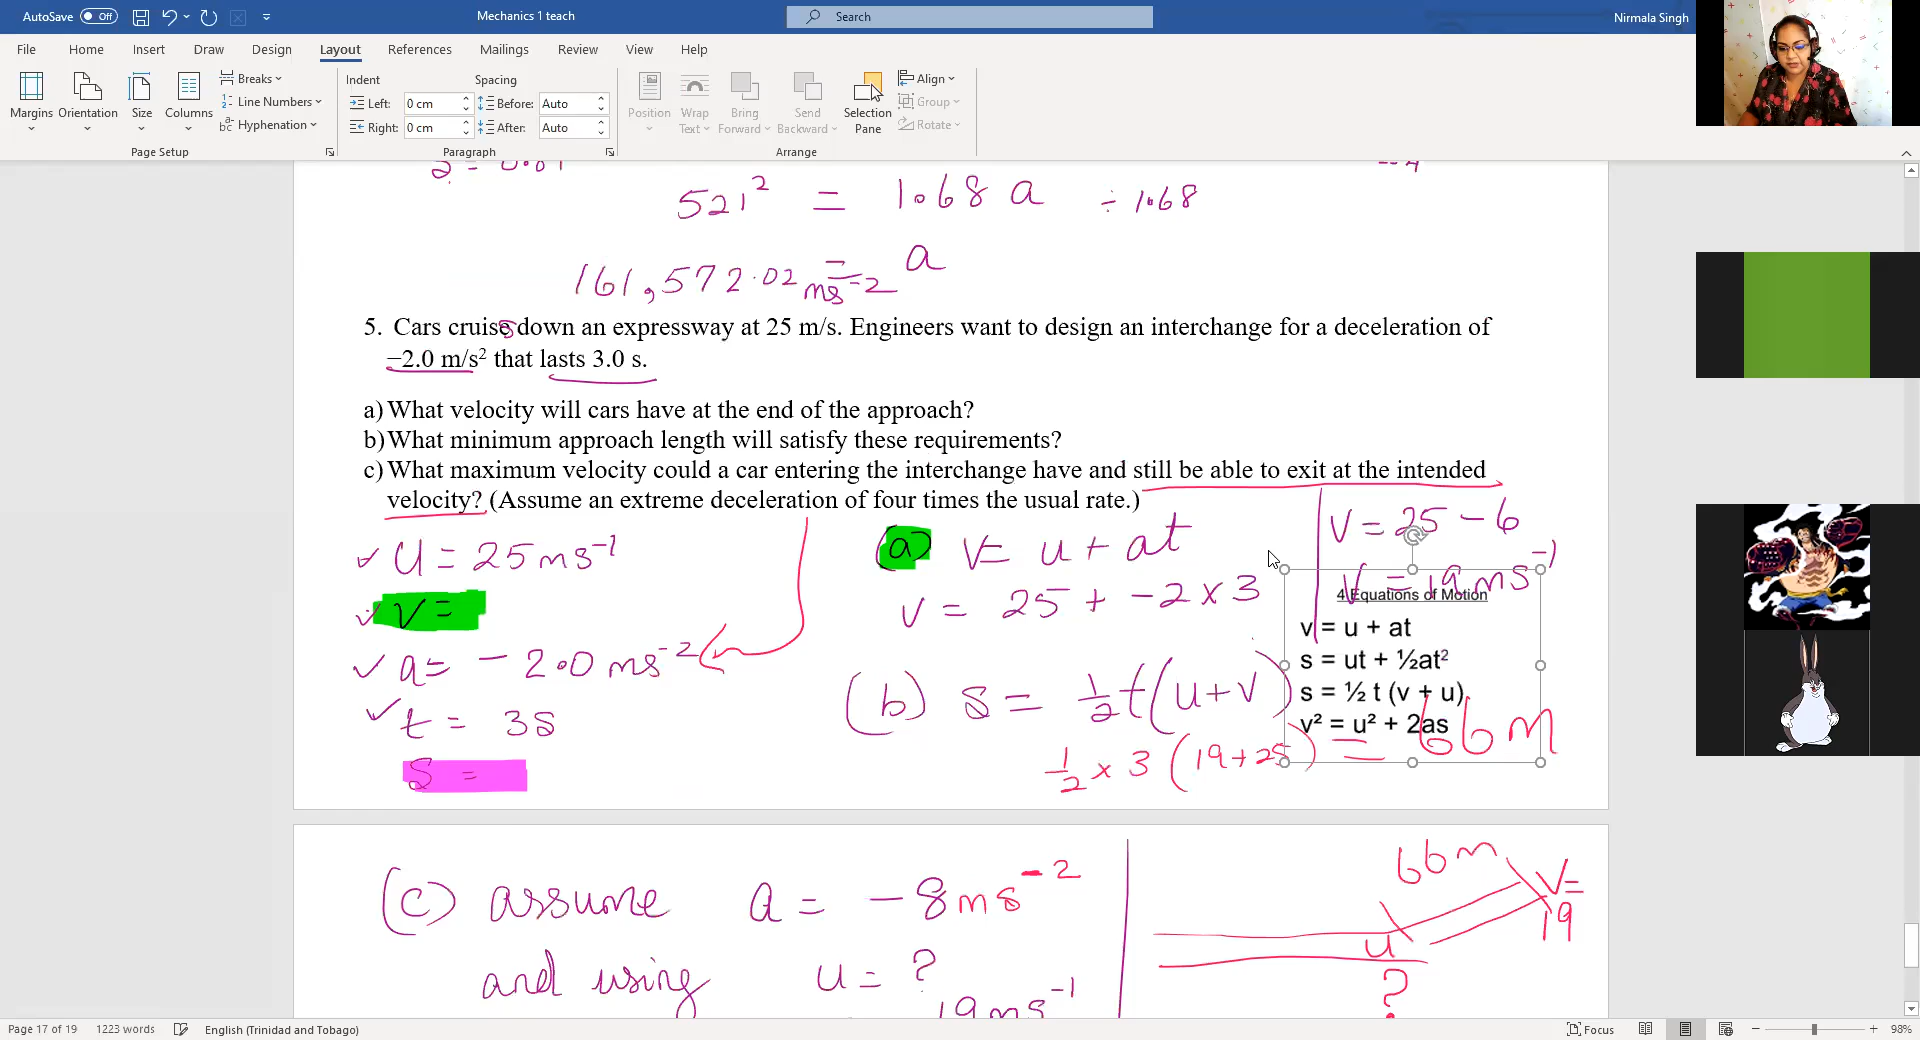 AutoSave Off
Mechanics 1 teach
Search
Nirmala Singh
File Home Insert Draw Design Layout References Mailings Review View Help
Margins Orientation Size Columns
Breaks
Line Numbers
Hyphenation
Page Setup
Indent
Left: 0 cm
Right: 0 cm
Spacing
Before: Auto
After: Auto
Paragraph
Position Wrap Text Bring Forward Send Backward Selection Pane
Align
Group
Rotate
Arrange
521² = 1.68 a ÷ 1.68
161,572.02 ms⁻² = a
5. Cars cruise down an expressway at 25 m/s. Engineers want to design an interchange for a deceleration of
−2.0 m/s² that lasts 3.0 s.
a) What velocity will cars have at the end of the approach?
b) What minimum approach length will satisfy these requirements?
c) What maximum velocity could a car entering the interchange have and still be able to exit at the intended
velocity? (Assume an extreme deceleration of four times the usual rate.)
✓ u = 25 ms⁻¹
✓ v =
✓ a = - 2.0 ms⁻²
✓ t = 3s
s =
(a) v = u + at
v = 25 + -2 x 3
v = 25 - 6
v = 19 ms⁻¹
(b) s = ½ t (u+v)
½ x 3 (19+25) = 66 m
4 Equations of Motion
v = u + at
s = ut + ½at²
s = ½ t (v + u)
v² = u² + 2as
(c) assume a = - 8 ms⁻²
and using u = ?
19 ms⁻¹
66 m
v = 19
u
?
Page 17 of 19 1223 words English (Trinidad and Tobago)
Focus
98%